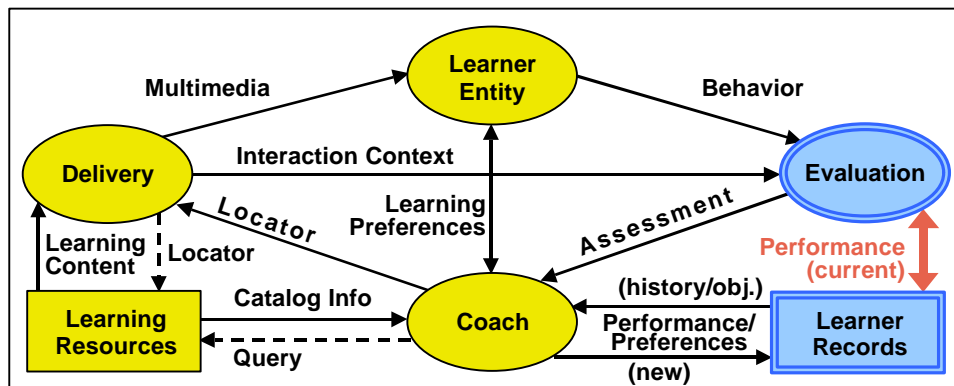 Learner
Entity
Multimedia
Behavior
Interaction Context
Delivery
Evaluation
Learning
Preferences
Locator
Assessment
Learning
Content
Locator
Performance
(current)
Catalog Info
(history/obj.)
Learning
Resources
Coach
Performance/
Preferences
Learner
Records
Query
(new)